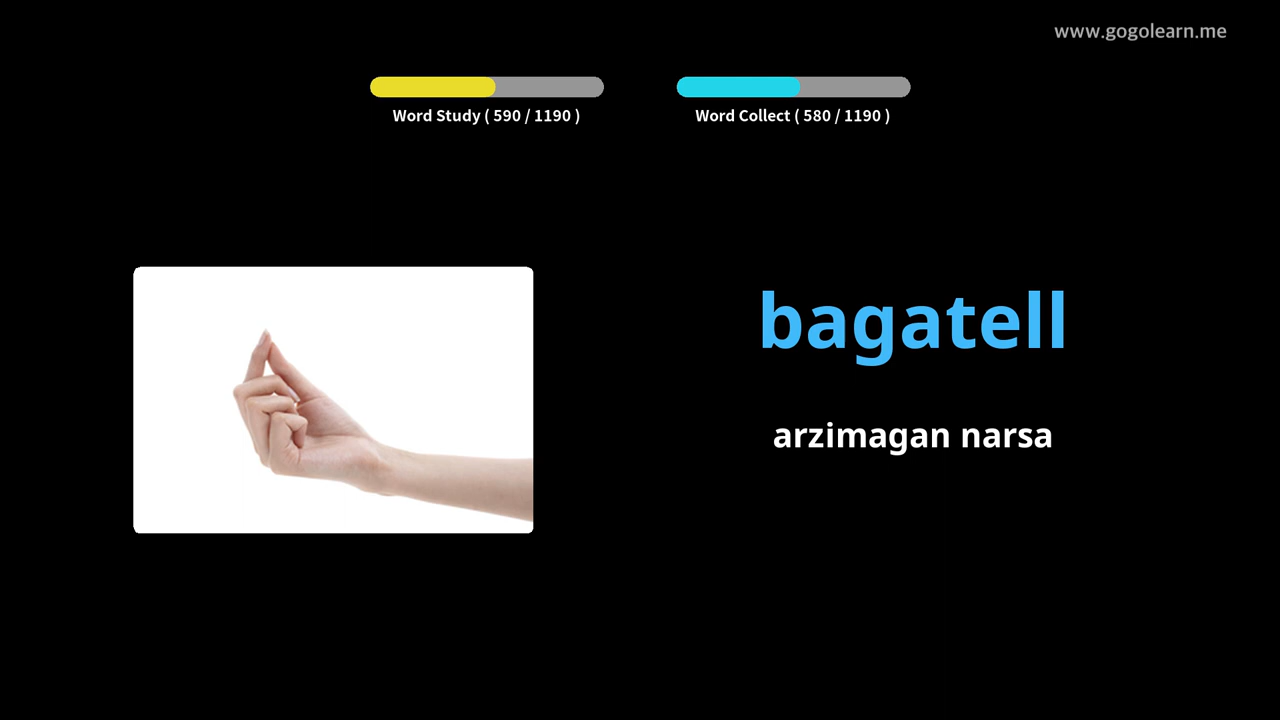 www.gogolearn.me
Word Study ( 590 / 1190 )
Word Collect ( 580 / 1190 )
bagatell
arzimagan narsa